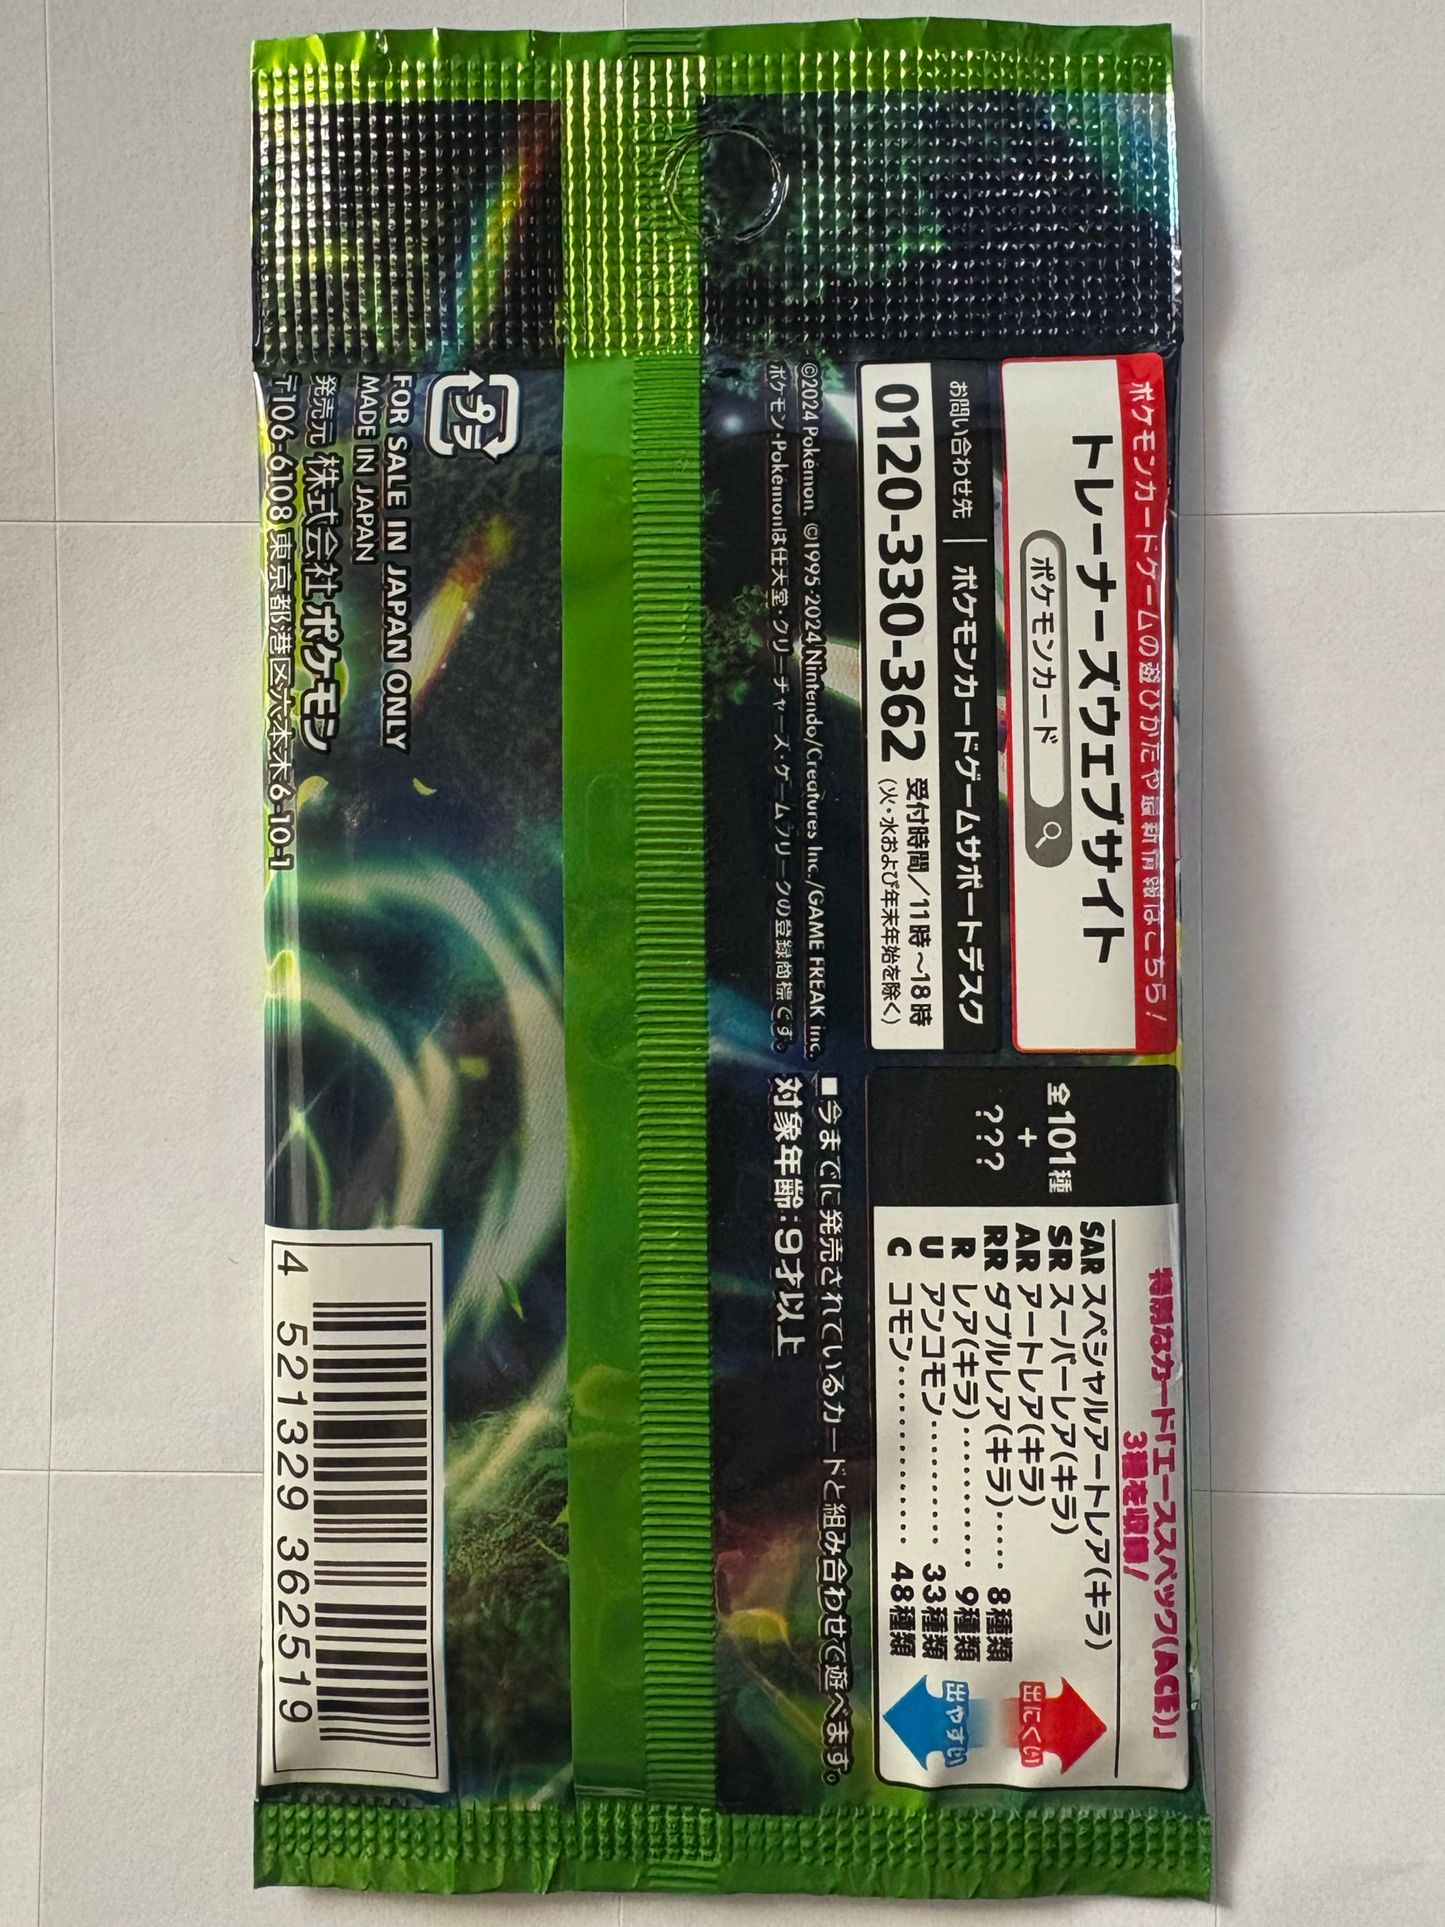 ポケモンカードゲームの遊びかたや最新情報はこちら!
トレーナーズウェブサイト
ポケモンカード
お問い合わせ先 | ポケモンカードゲームサポートデスク
0120-330-362
受付時間/11時~18時
(火・水および年末年始を除く)
©2024 Pokémon. ©1995-2024 Nintendo/Creatures Inc./GAME FREAK inc.
ポケモン・Pokémonは任天堂・クリーチャーズ・ゲームフリークの登録商標です。
特別なカード「エーススペック(ACE)」
3種を収録!
全101種
+
???
SAR スペシャルアートレア(キラ)
SR スーパーレア(キラ)
AR アートレア(キラ)
RR ダブルレア(キラ)‥‥ 8種類
R レア(キラ)‥‥‥‥‥ 9種類
U アンコモン‥‥‥‥‥ 33種類
C コモン‥‥‥‥‥‥‥ 48種類
出にくい
出やすい
■今までに発売されているカードと組み合わせて遊べます。
対象年齢:9才以上
プラ
FOR SALE IN JAPAN ONLY
MADE IN JAPAN
発売元 株式会社ポケモン
〒106-6108 東京都港区六本木6-10-1
4 521329 362519